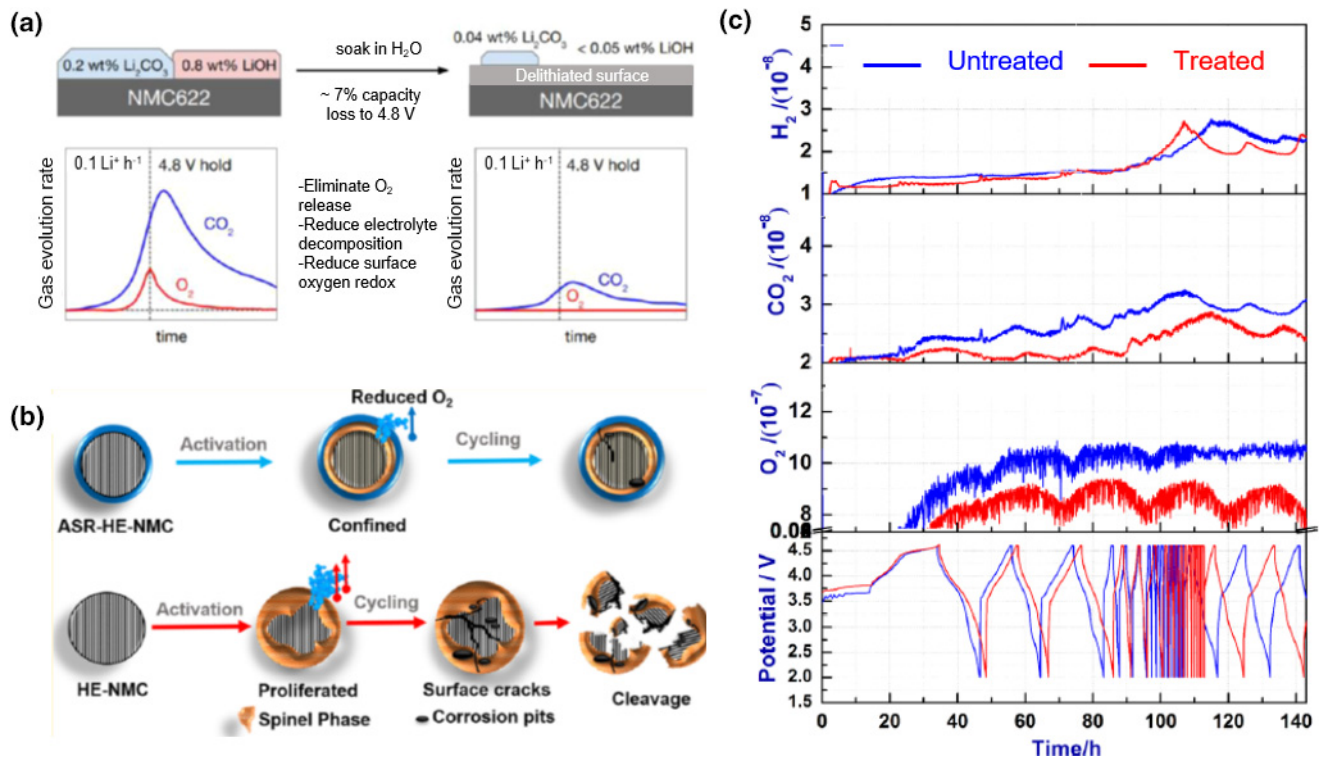 (a)
0.2 wt% Li₂CO₃
0.8 wt% LiOH
NMC622
soak in H₂O
~ 7% capacity
loss to 4.8 V
0.04 wt% Li₂CO₃
< 0.05 wt% LiOH
Delithiated surface
NMC622
Gas evolution rate
0.1 Li⁺ h⁻¹
4.8 V hold
CO₂
O₂
time
-Eliminate O₂
release
-Reduce electrolyte
decomposition
-Reduce surface
oxygen redox
Gas evolution rate
0.1 Li⁺ h⁻¹
4.8 V hold
CO₂
O₂
time
(b)
Reduced O₂
Activation
Cycling
ASR-HE-NMC
Confined
Activation
Cycling
HE-NMC
Proliferated
Surface cracks
Cleavage
Spinel Phase
Corrosion pits
(c)
Untreated
Treated
H₂ /(10⁻⁸)
5
4
3
2
1
CO₂ /(10⁻⁸)
4
3
2
O₂ /(10⁻⁷)
12
10
8
Potential / V
4.5
3.5
3.0
2.5
2.0
1.5
0 20 40 60 80 100 120 140
Time/h